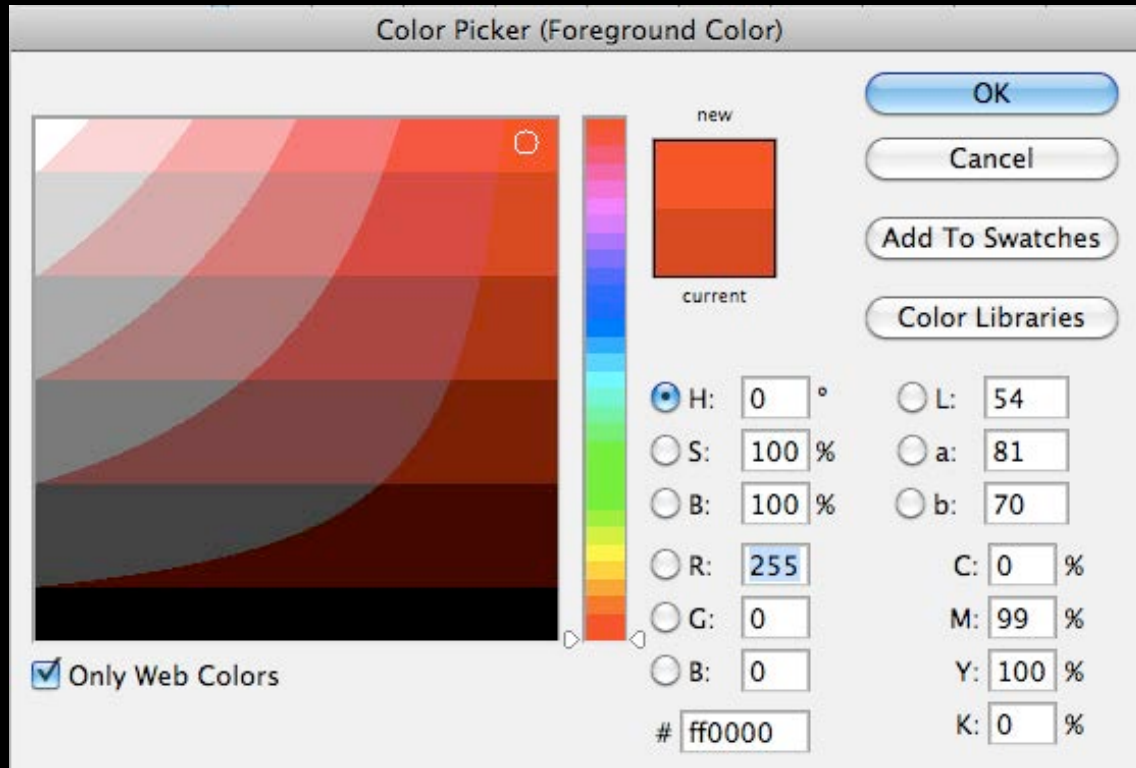 Color Picker (Foreground Color)
new
current
OK
Cancel
Add To Swatches
Color Libraries
H: 0 °
S: 100 %
B: 100 %
R: 255
G: 0
B: 0
# ff0000
L: 54
a: 81
b: 70
C: 0 %
M: 99 %
Y: 100 %
K: 0 %
Only Web Colors